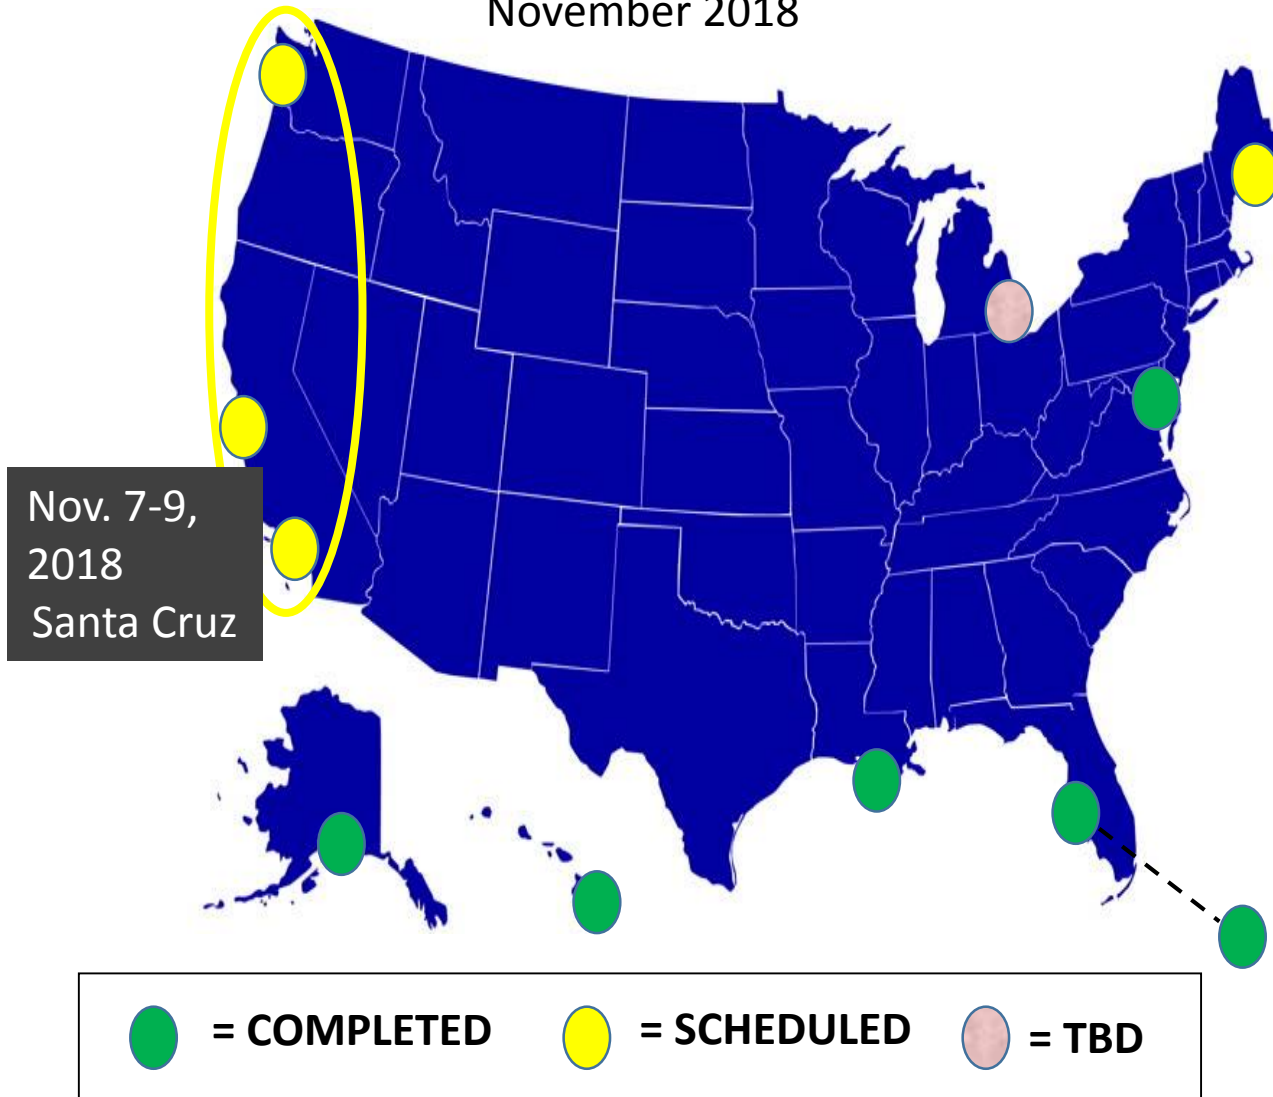 November 2018
Nov. 7-9,
2018
Santa Cruz
= COMPLETED
= SCHEDULED
= TBD